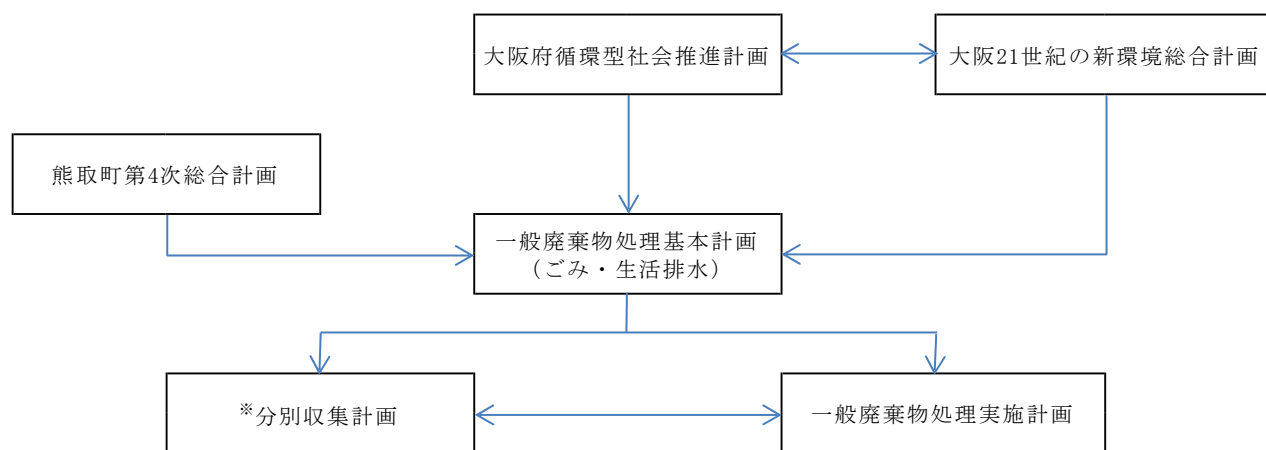 大阪府循環型社会推進計画
大阪21世紀の新環境総合計画
熊取町第4次総合計画
一般廃棄物処理基本計画
（ごみ・生活排水）
※分別収集計画
一般廃棄物処理実施計画